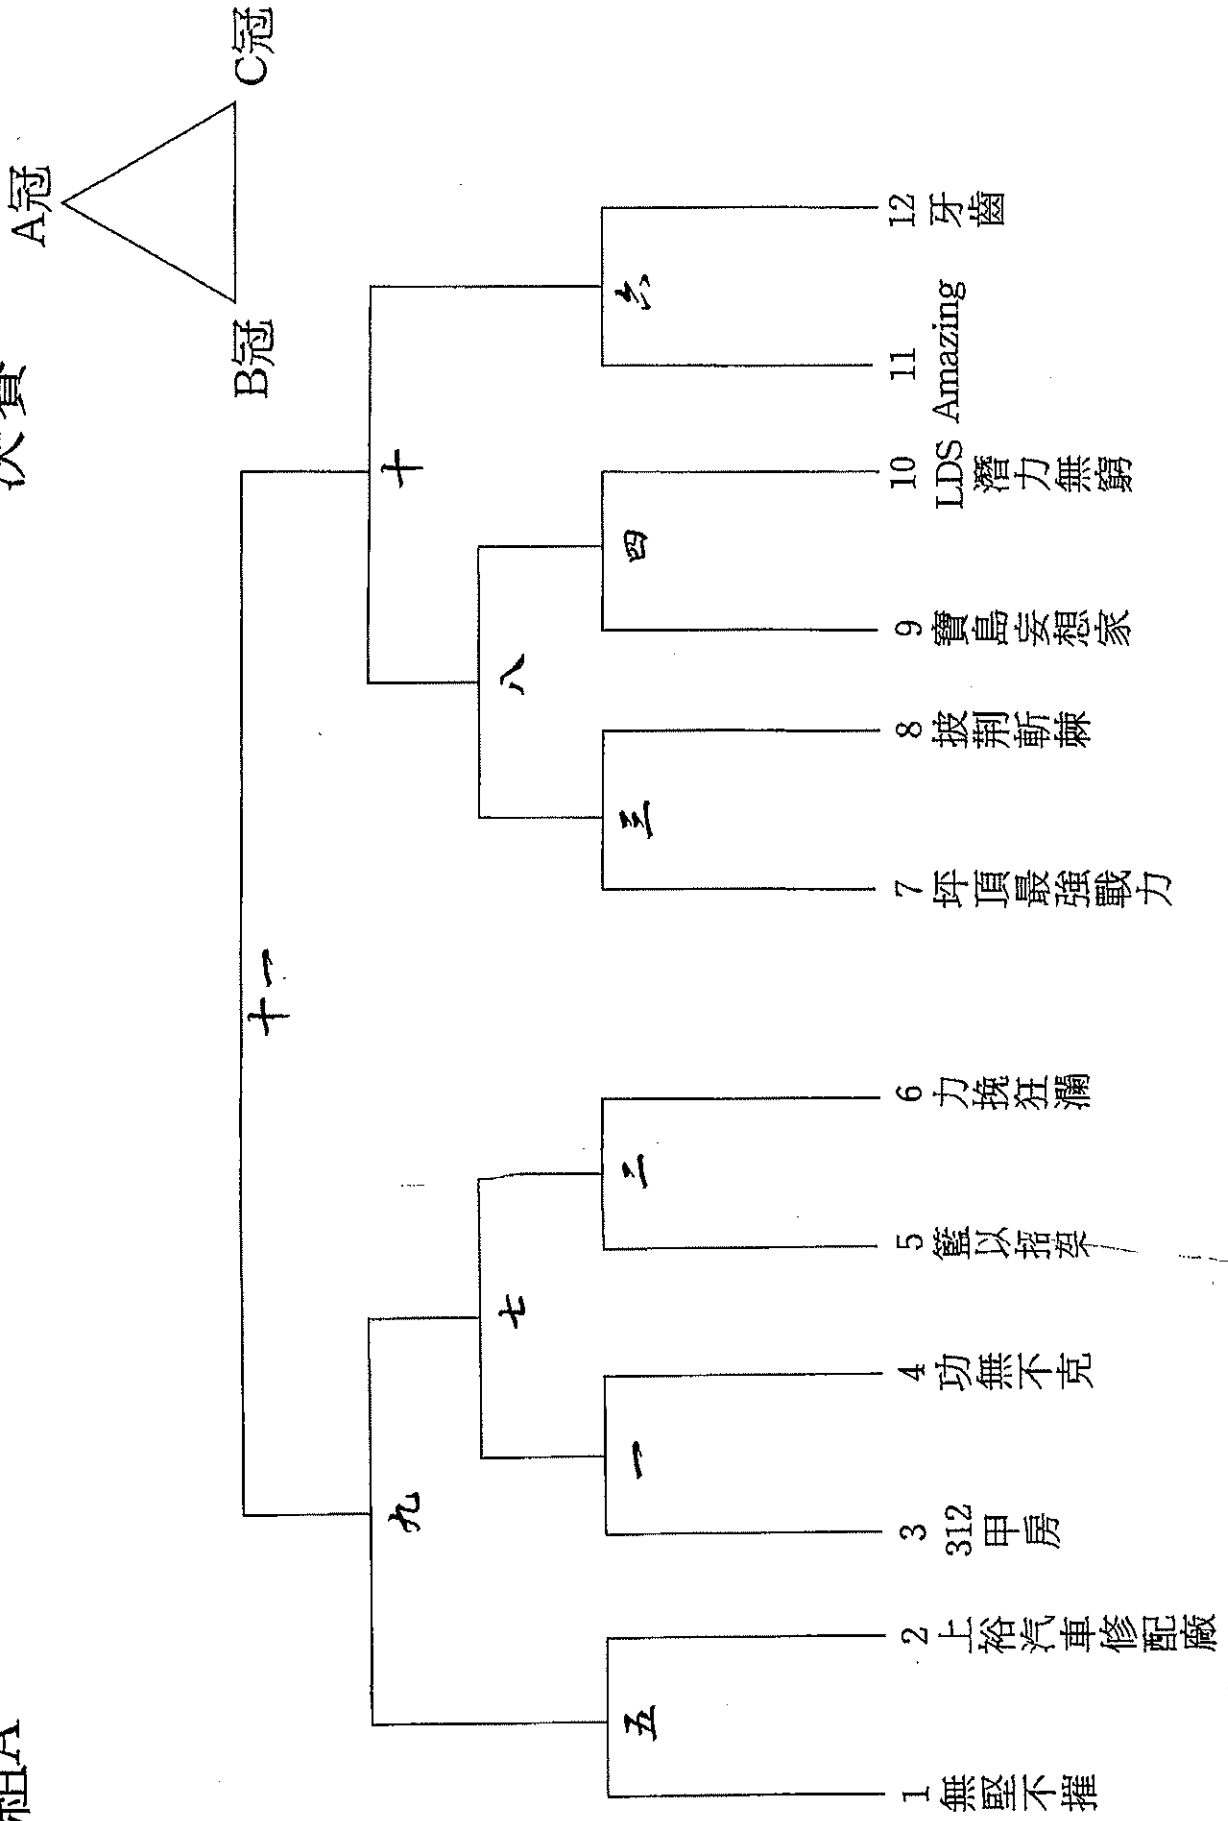 組A
決賽
A冠
B冠
C冠
十一
九
十
七
八
五
一
二
三
四
六
1
無堅不摧
2
上裕汽車修配廠
3
312甲房
4
功無不克
5
籃以招架
6
力挽狂瀾
7
坪頂最強戰力
8
披荊斬棘
9
寶島妄想家
10
LDS潛力無窮
11
Amazing
12
牙齒